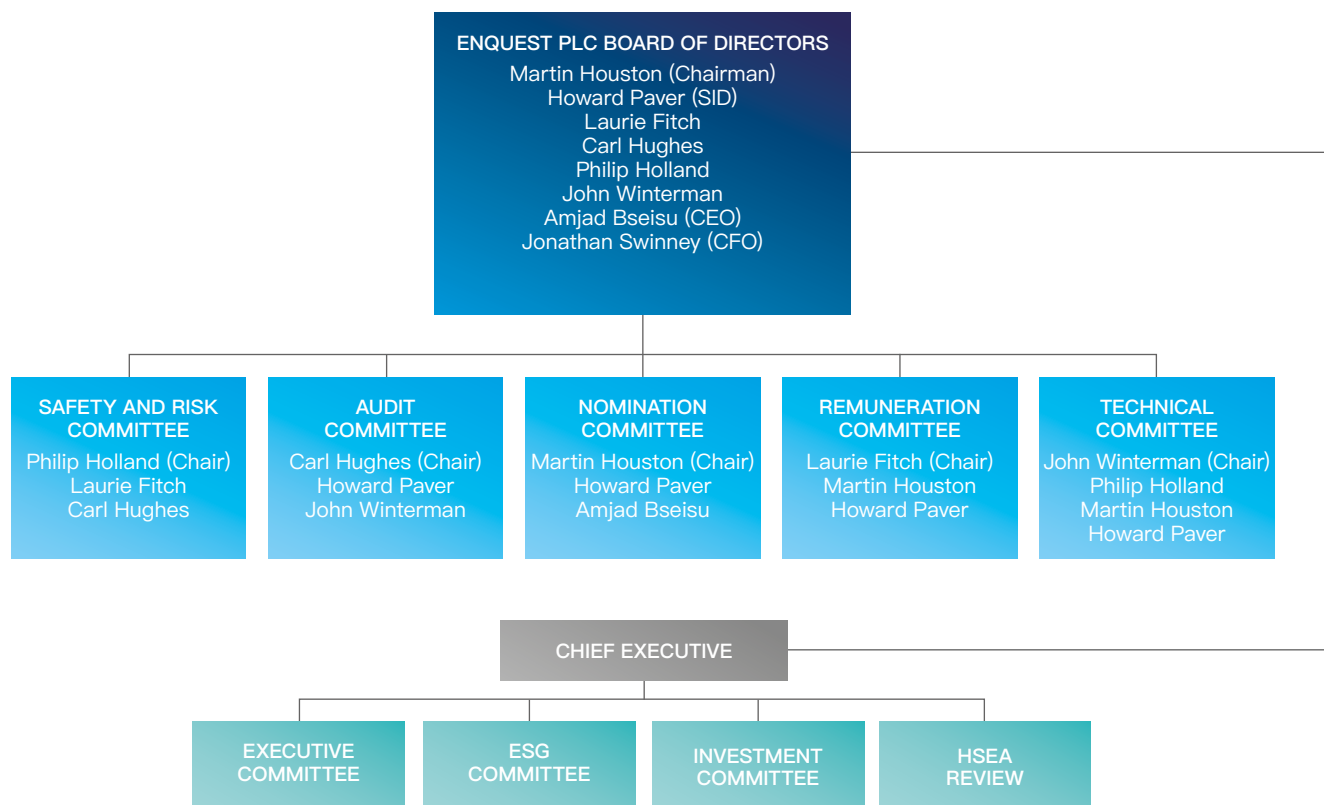 ENQUEST PLC BOARD OF DIRECTORS
Martin Houston (Chairman)
Howard Paver (SID)
Laurie Fitch
Carl Hughes
Philip Holland
John Winterman
Amjad Bseisu (CEO)
Jonathan Swinney (CFO)
SAFETY AND RISK
COMMITTEE
Philip Holland (Chair)
Laurie Fitch
Carl Hughes
AUDIT
COMMITTEE
Carl Hughes (Chair)
Howard Paver
John Winterman
NOMINATION
COMMITTEE
Martin Houston (Chair)
Howard Paver
Amjad Bseisu
REMUNERATION
COMMITTEE
Laurie Fitch (Chair)
Martin Houston
Howard Paver
TECHNICAL
COMMITTEE
John Winterman (Chair)
Philip Holland
Martin Houston
Howard Paver
CHIEF EXECUTIVE
EXECUTIVE
COMMITTEE
ESG
COMMITTEE
INVESTMENT
COMMITTEE
HSEA
REVIEW